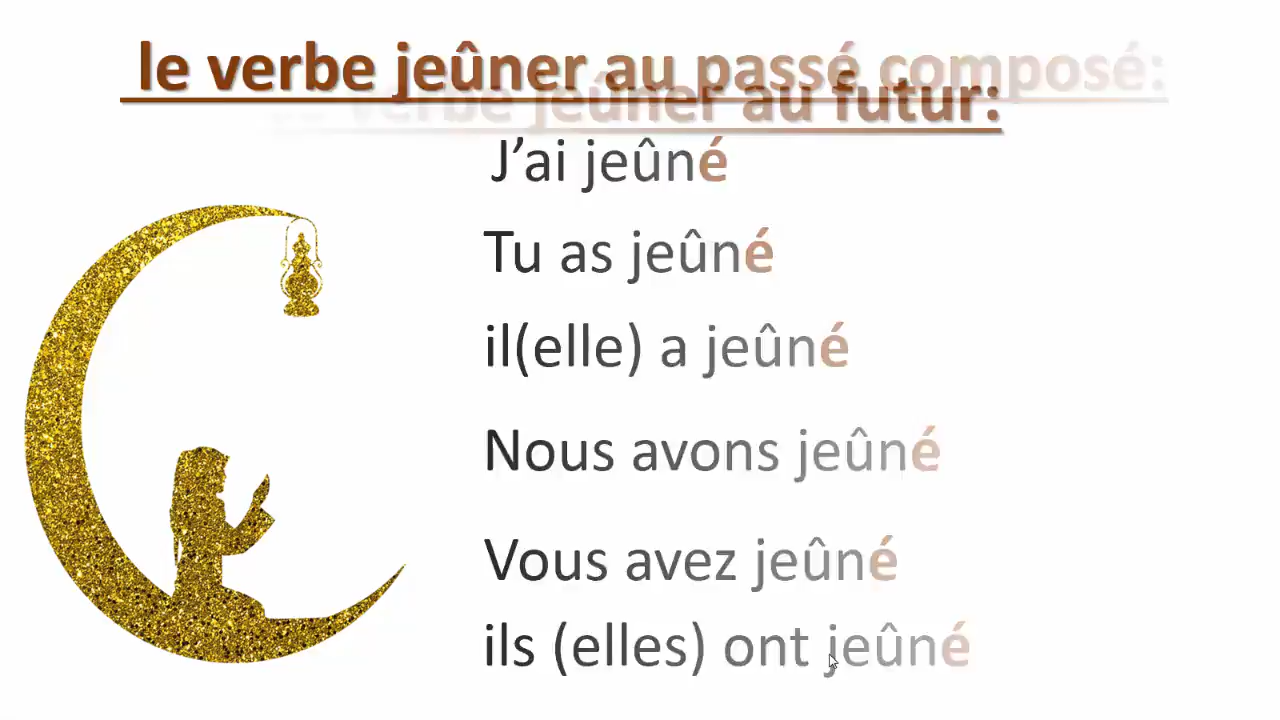 le verbe jeûner au passé composé:
verbe jeûner au futur:
J’ai jeûné
Tu as jeûné
il(elle) a jeûné
Nous avons jeûné
Vous avez jeûné
ils (elles) ont jeûné